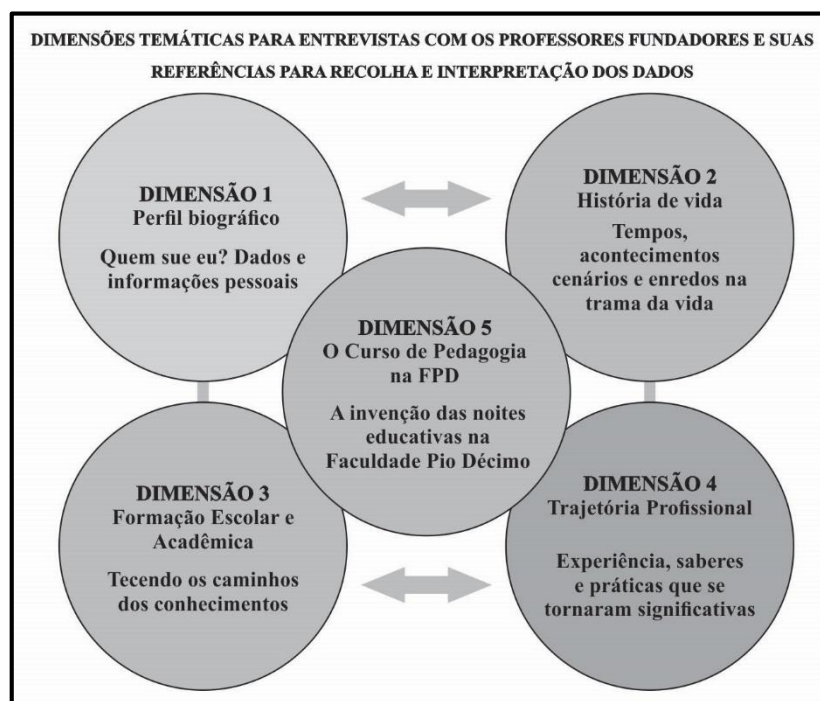 DIMENSÕES TEMÁTICAS PARA ENTREVISTAS COM OS PROFESSORES FUNDADORES E SUAS
REFERÊNCIAS PARA RECOLHA E INTERPRETAÇÃO DOS DADOS
DIMENSÃO 1
Perfil biográfico
Quem sue eu? Dados e
informações pessoais
DIMENSÃO 2
História de vida
Tempos,
acontecimentos
cenários e enredos na
trama da vida
DIMENSÃO 5
O Curso de Pedagogia
na FPD
A invenção das noites
educativas na
Faculdade Pio Décimo
DIMENSÃO 3
Formação Escolar e
Acadêmica
Tecendo os caminhos
dos conhecimentos
DIMENSÃO 4
Trajetória Profissional
Experiência, saberes
e práticas que se
tornaram significativas